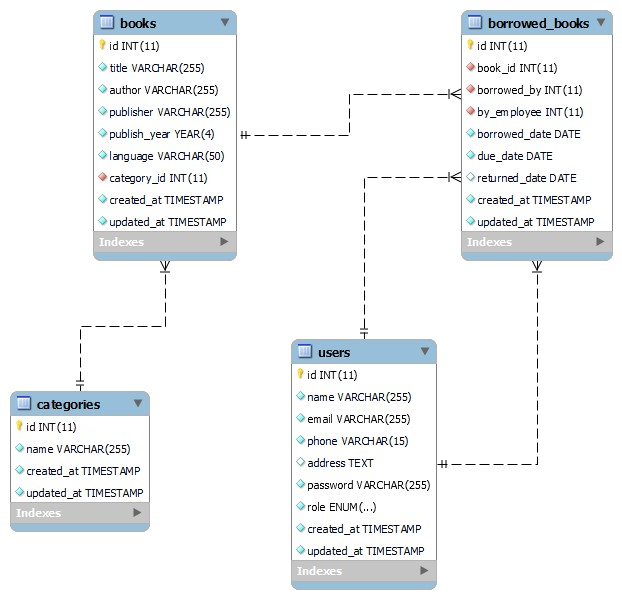 books
id INT(11)
title VARCHAR(255)
author VARCHAR(255)
publisher VARCHAR(255)
publish_year YEAR(4)
language VARCHAR(50)
category_id INT(11)
created_at TIMESTAMP
updated_at TIMESTAMP
Indexes
borrowed_books
id INT(11)
book_id INT(11)
borrowed_by INT(11)
by_employee INT(11)
borrowed_date DATE
due_date DATE
returned_date DATE
created_at TIMESTAMP
updated_at TIMESTAMP
Indexes
categories
id INT(11)
name VARCHAR(255)
created_at TIMESTAMP
updated_at TIMESTAMP
Indexes
users
id INT(11)
name VARCHAR(255)
email VARCHAR(255)
phone VARCHAR(15)
address TEXT
password VARCHAR(255)
role ENUM(...)
created_at TIMESTAMP
updated_at TIMESTAMP
Indexes